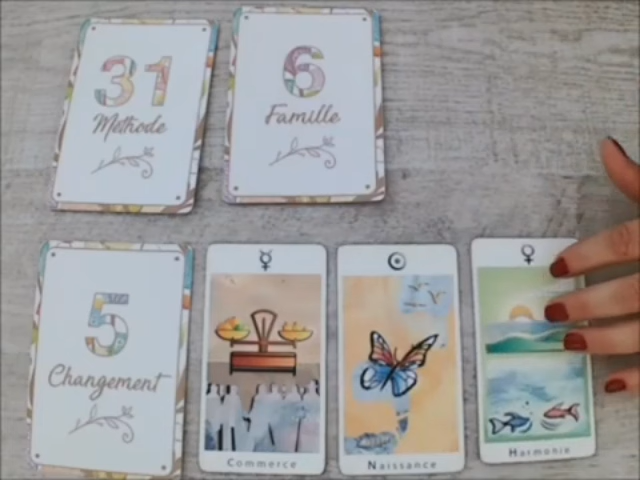 31
Méthode
6
Famille
5
Changement
Commerce
Naissance
Harmonie